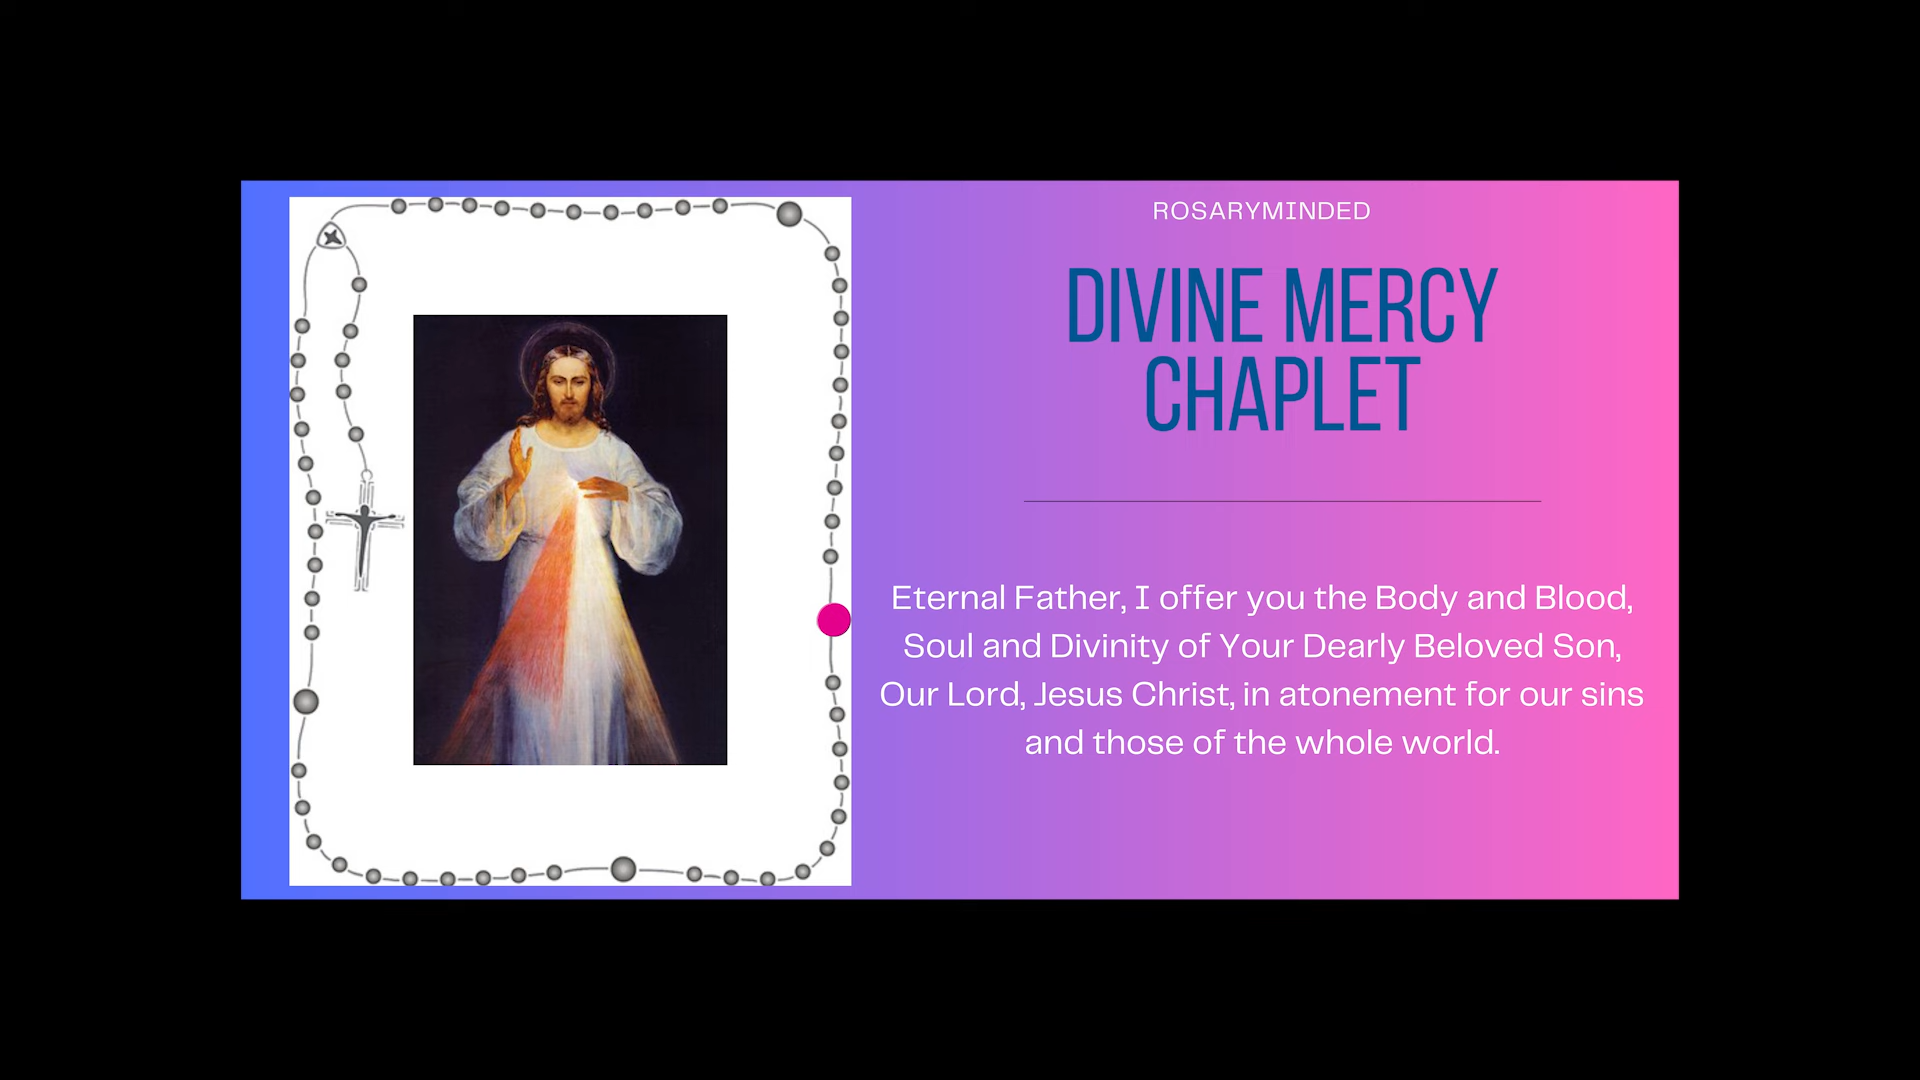 ROSARYMINDED
DIVINE MERCY
CHAPLET
Eternal Father, I offer you the Body and Blood,
Soul and Divinity of Your Dearly Beloved Son,
Our Lord, Jesus Christ, in atonement for our sins
and those of the whole world.